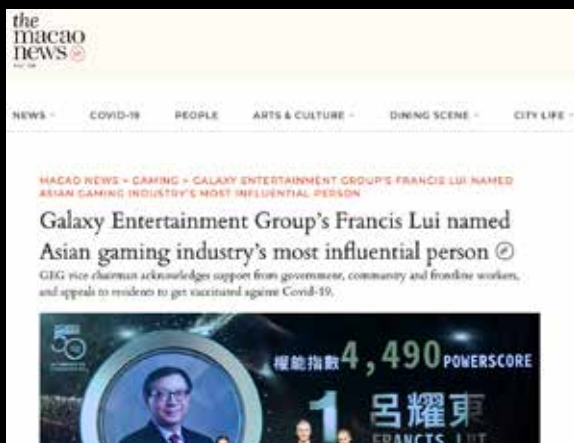 the
macao
news
NEWS
COVID-19
PEOPLE
ARTS & CULTURE
DINING SCENE
CITY LIFE
MACAO NEWS • GAMING • GALAXY ENTERTAINMENT GROUP'S FRANCIS LUI NAMED
ASIAN GAMING INDUSTRY'S MOST INFLUENTIAL PERSON
Galaxy Entertainment Group's Francis Lui named
Asian gaming industry's most influential person
GEG vice chairman acknowledges support from government, community and frontline workers,
and appeals to residents to get vaccinated against Covid-19.
50
權能指數4,490 POWERSCORE
1 呂耀東
FRANCIS LUI